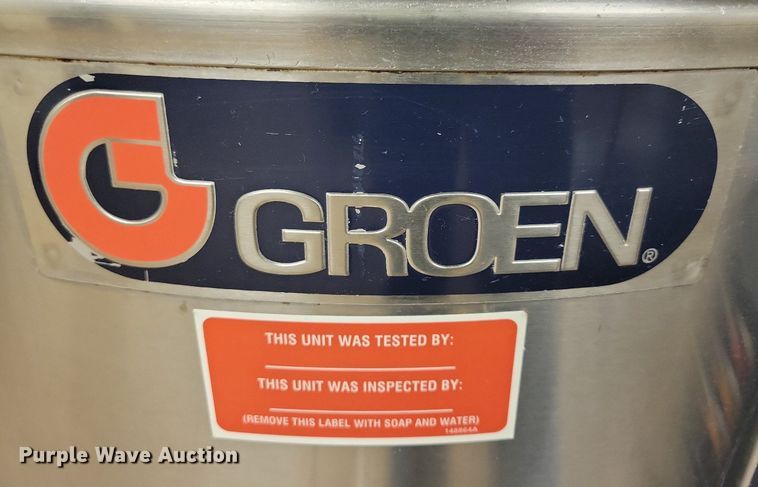 G GROEN®
THIS UNIT WAS TESTED BY:
THIS UNIT WAS INSPECTED BY:
(REMOVE THIS LABEL WITH SOAP AND WATER)
148864A
Purple Wave Auction